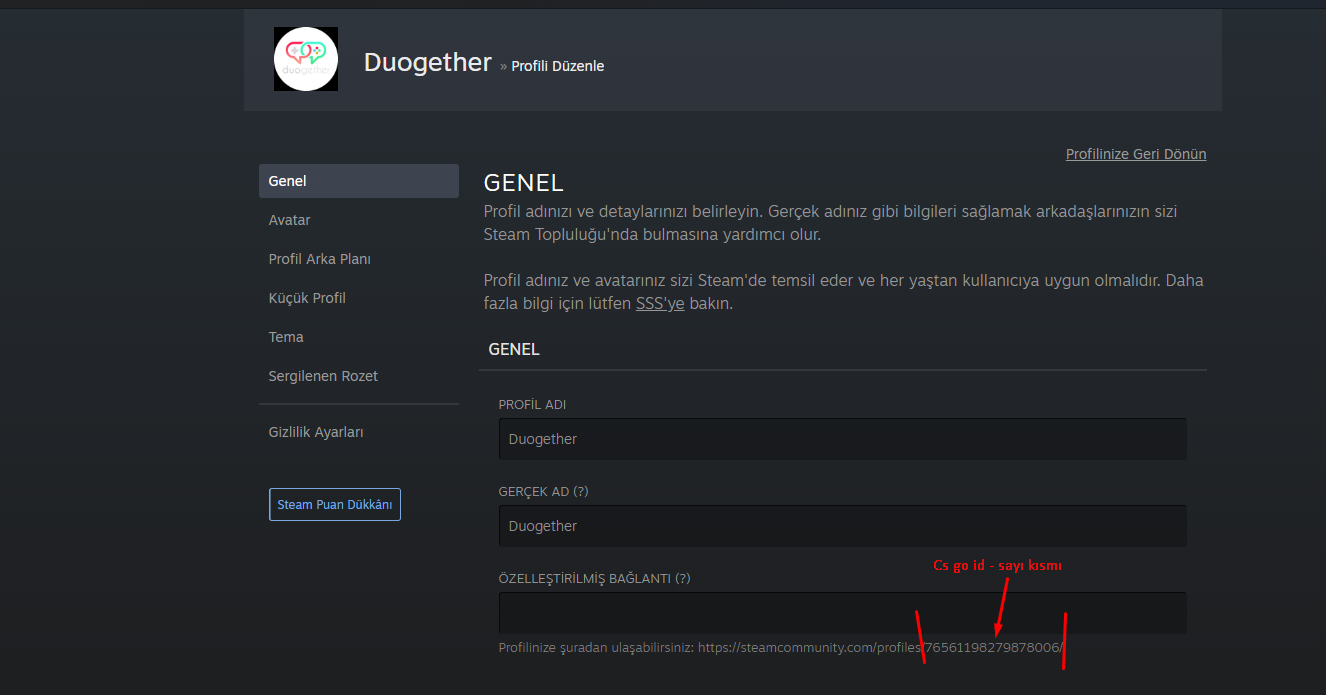 duogether
Duogether » Profili Düzenle
Profilinize Geri Dönün
Genel
Avatar
Profil Arka Planı
Küçük Profil
Tema
Sergilenen Rozet
Gizlilik Ayarları
Steam Puan Dükkânı
GENEL
Profil adınızı ve detaylarınızı belirleyin. Gerçek adınız gibi bilgileri sağlamak arkadaşlarınızın sizi
Steam Topluluğu'nda bulmasına yardımcı olur.
Profil adınız ve avatarınız sizi Steam'de temsil eder ve her yaştan kullanıcıya uygun olmalıdır. Daha
fazla bilgi için lütfen SSS'ye bakın.
GENEL
PROFİL ADI
Duogether
GERÇEK AD (?)
Duogether
Cs go id - sayı kısmı
ÖZELLEŞTİRİLMİŞ BAĞLANTI (?)
Profilinize şuradan ulaşabilirsiniz: https://steamcommunity.com/profiles/76561198279878006/